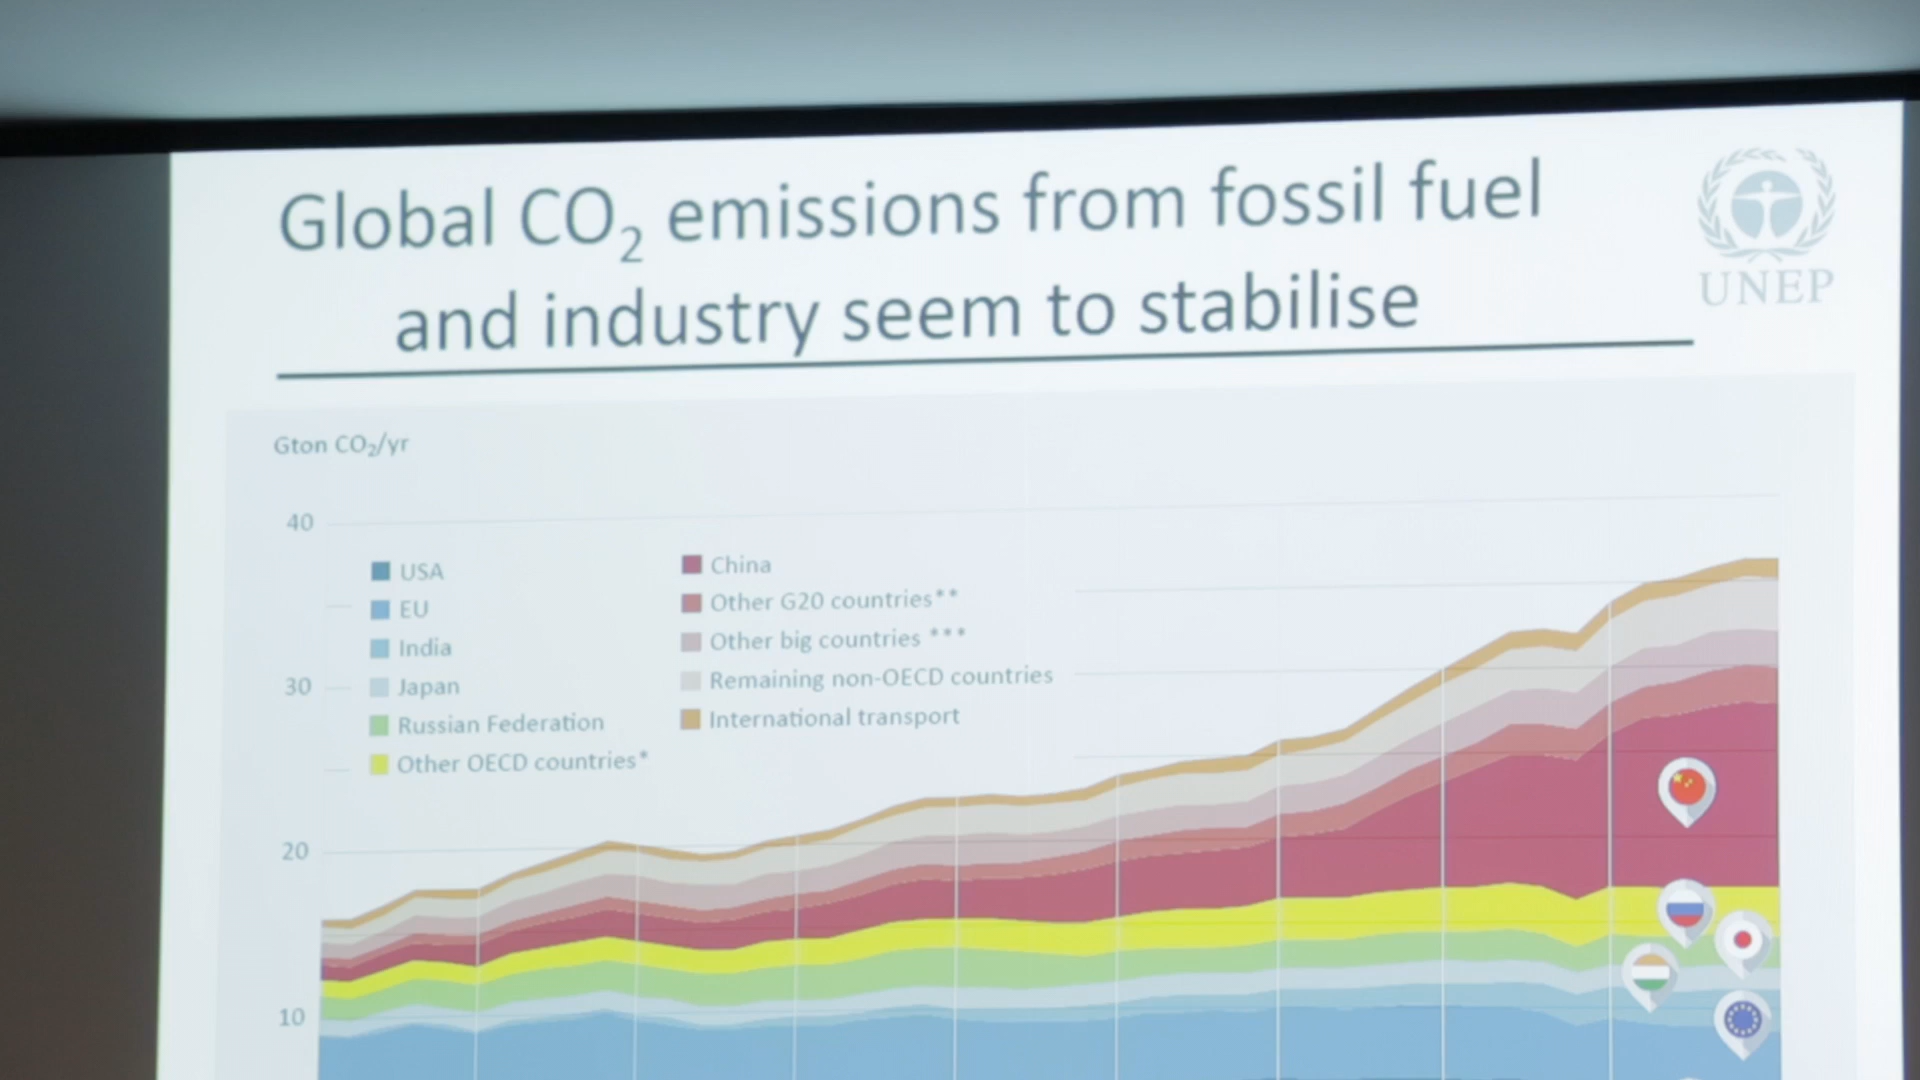 Global CO₂ emissions from fossil fuel
and industry seem to stabilise
UNEP
Gton CO₂/yr
40
30
20
10
USA
EU
India
Japan
Russian Federation
Other OECD countries*
China
Other G20 countries**
Other big countries ***
Remaining non-OECD countries
International transport